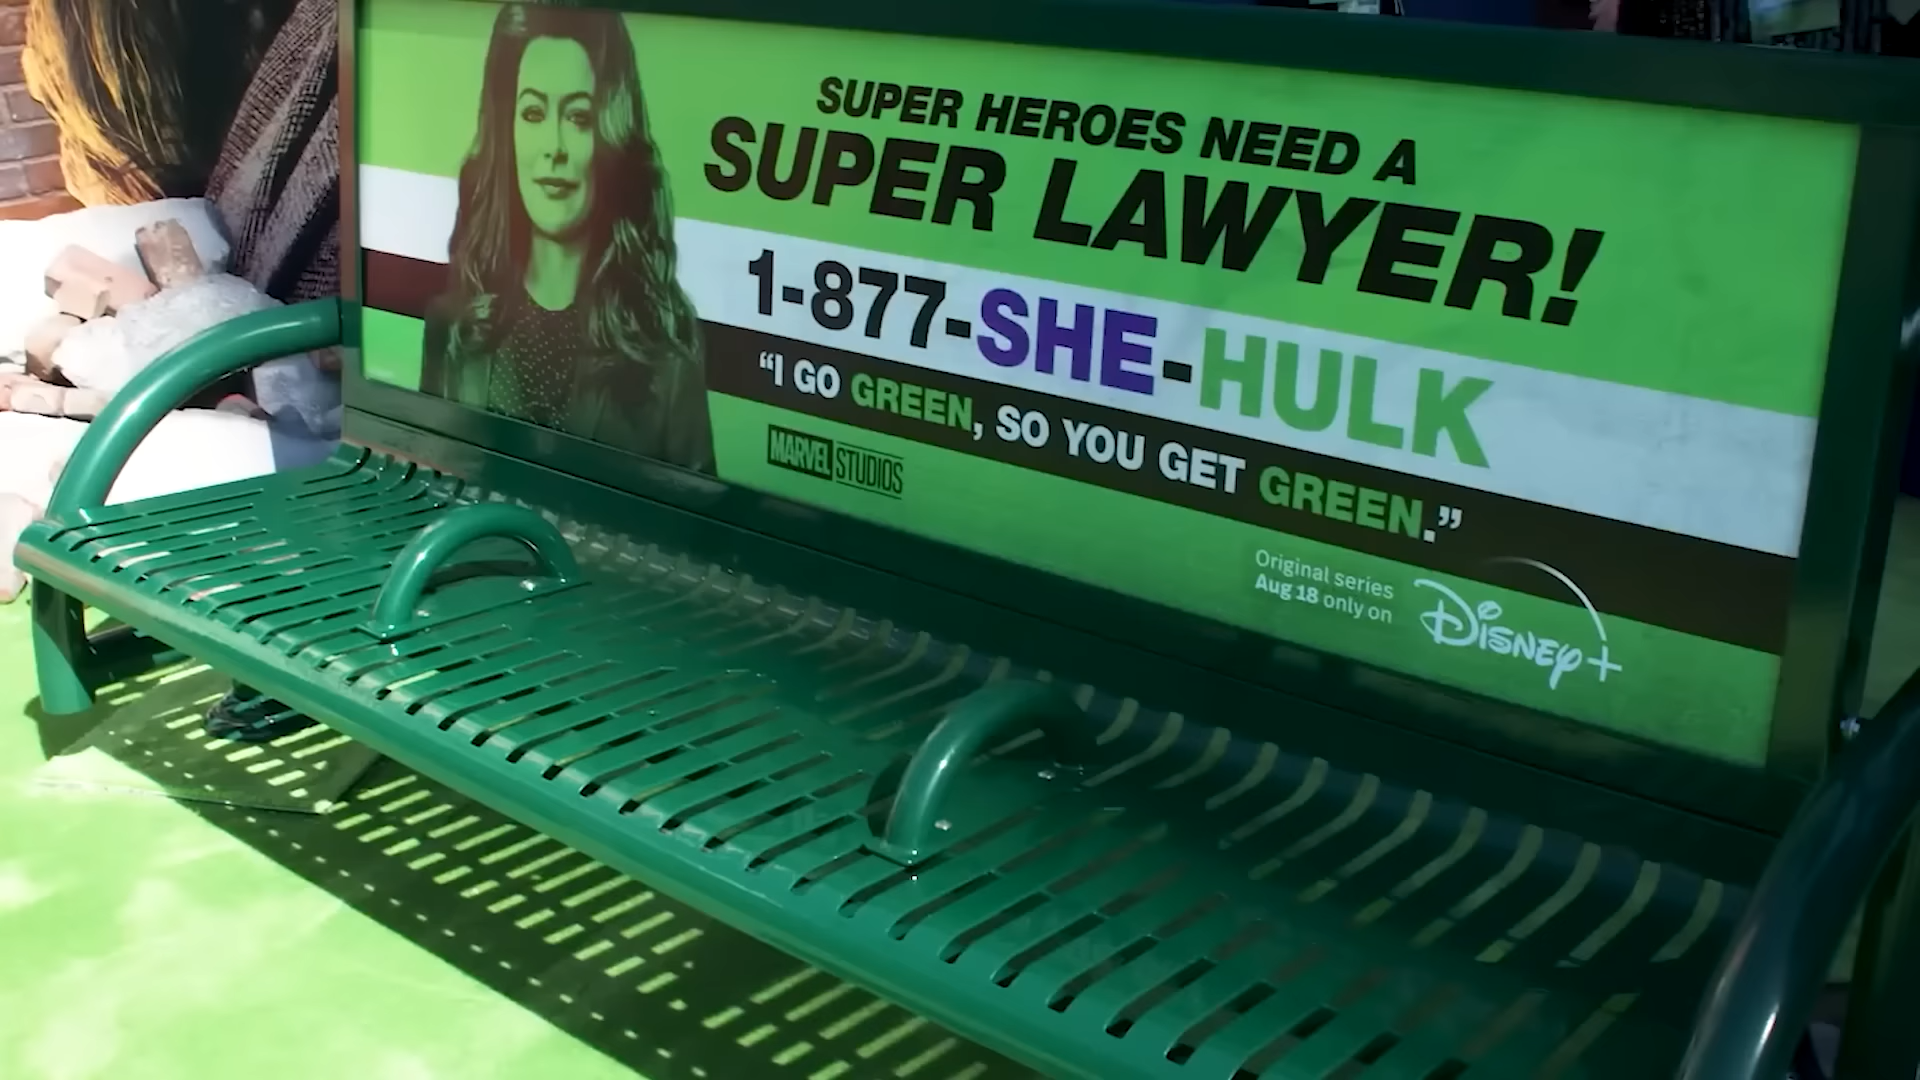 SUPER HEROES NEED A
SUPER LAWYER!
1-877-SHE-HULK
“I GO GREEN, SO YOU GET GREEN.”
MARVEL STUDIOS
Original series
Aug 18 only on
Disney+